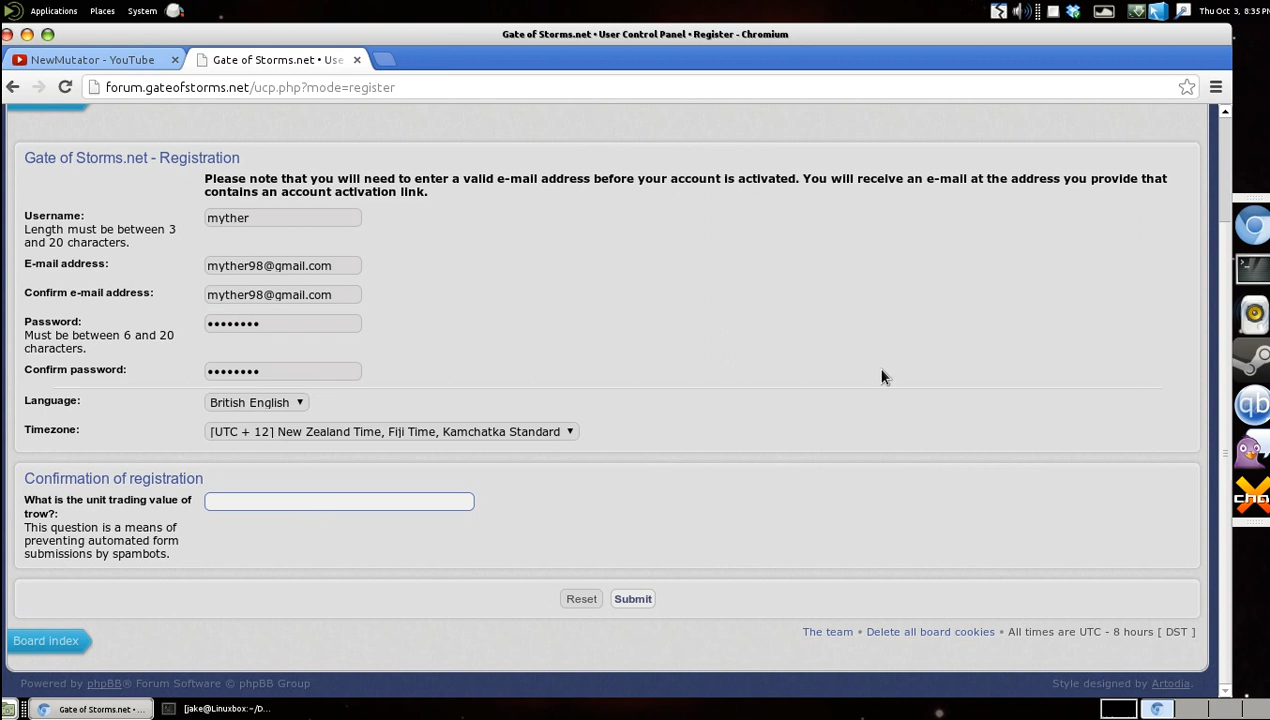 Applications Places System Thu Oct 3, 8:35 PM
Gate of Storms.net • User Control Panel • Register - Chromium
NewMutator - YouTube × Gate of Storms.net • Use ×
forum.gateofstorms.net/ucp.php?mode=register
Gate of Storms.net - Registration
Please note that you will need to enter a valid e-mail address before your account is activated. You will receive an e-mail at the address you provide that
contains an account activation link.
Username: myther
Length must be between 3
and 20 characters.
E-mail address: myther98@gmail.com
Confirm e-mail address: myther98@gmail.com
Password: ••••••••
Must be between 6 and 20
characters.
Confirm password: ••••••••
Language: British English
Timezone: [UTC + 12] New Zealand Time, Fiji Time, Kamchatka Standard
Confirmation of registration
What is the unit trading value of
trow?:
This question is a means of
preventing automated form
submissions by spambots.
Reset Submit
The team • Delete all board cookies • All times are UTC - 8 hours [ DST ]
Board index
Powered by phpBB® Forum Software © phpBB Group Style designed by Artodia.
Gate of Storms.net • ... [jake@Linuxbox:~/D...
qb